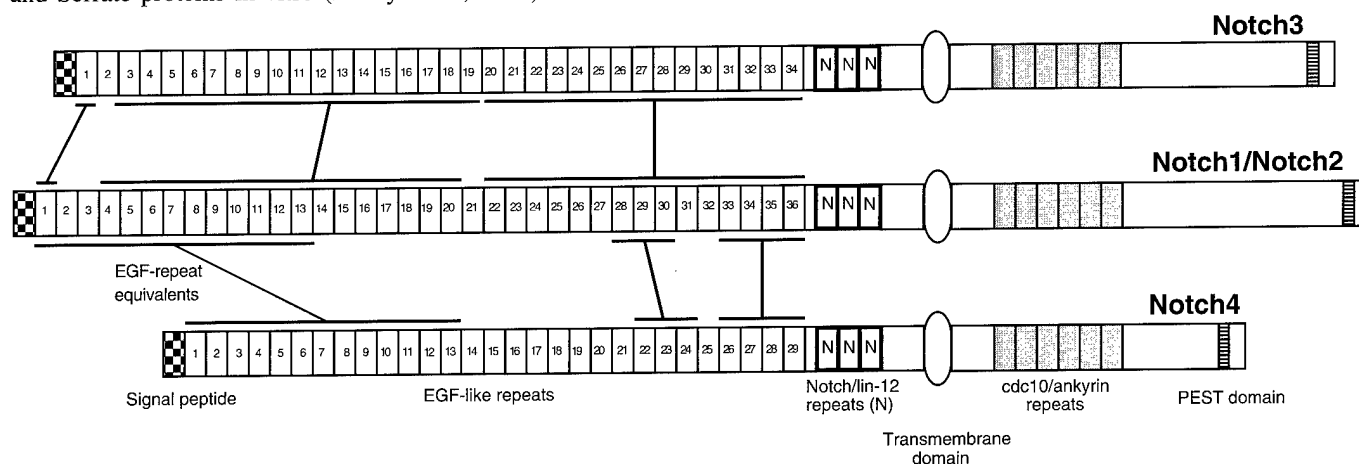 and Serrate proteins in vitro
Notch3
1 2 3 4 5 6 7 8 9 10 11 12 13 14 15 16 17 18 19 20 21 22 23 24 25 26 27 28 29 30 31 32 33 34 N N N
Notch1/Notch2
1 2 3 4 5 6 7 8 9 10 11 12 13 14 15 16 17 18 19 20 21 22 23 24 25 26 27 28 29 30 31 32 33 34 35 36 N N N
EGF-repeat
equivalents
Notch4
1 2 3 4 5 6 7 8 9 10 11 12 13 14 15 16 17 18 19 20 21 22 23 24 25 26 27 28 29 N N N
Signal peptide
EGF-like repeats
Notch/lin-12
repeats (N)
cdc10/ankyrin
repeats
PEST domain
Transmembrane
domain